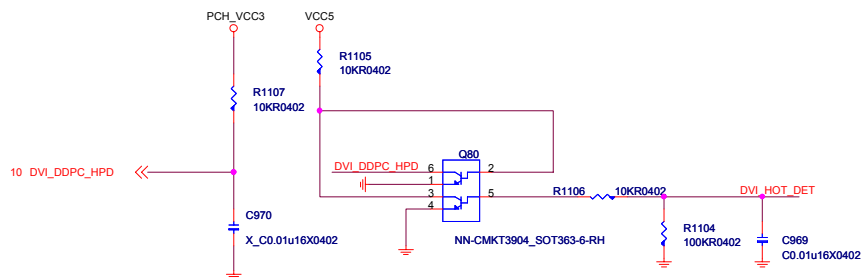 PCH_VCC3
VCC5
R1105
10KR0402
R1107
10KR0402
Q80
10 DVI_DDPC_HPD
DVI_DDPC_HPD
6
2
1
3
5
4
R1106
10KR0402
DVI_HOT_DET
C970
X_C0.01u16X0402
NN-CMKT3904_SOT363-6-RH
R1104
100KR0402
C969
C0.01u16X0402